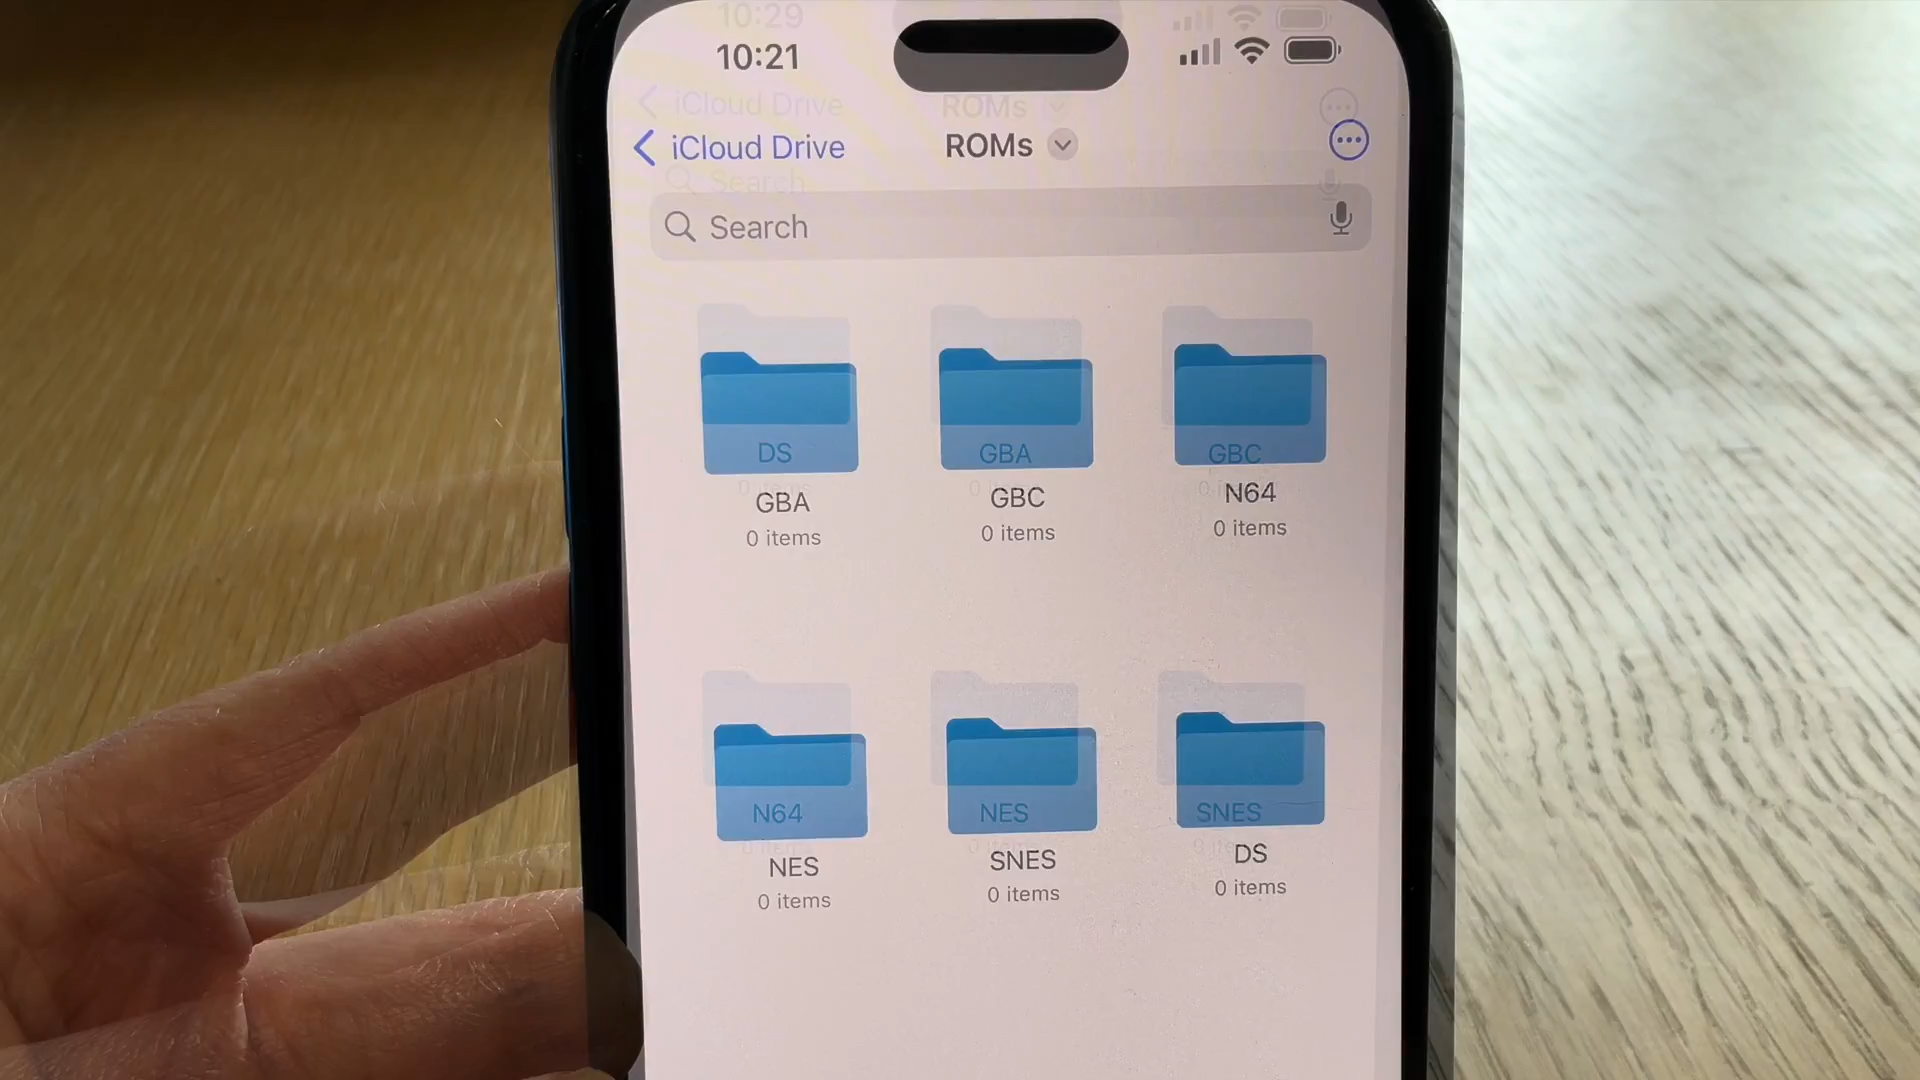 10:29
10:21
iCloud Drive ROMs
iCloud Drive ROMs
Search
Search
DS GBA GBC
GBA GBC N64
0 items 0 items 0 items
N64 NES SNES
NES SNES DS
0 items 0 items 0 items